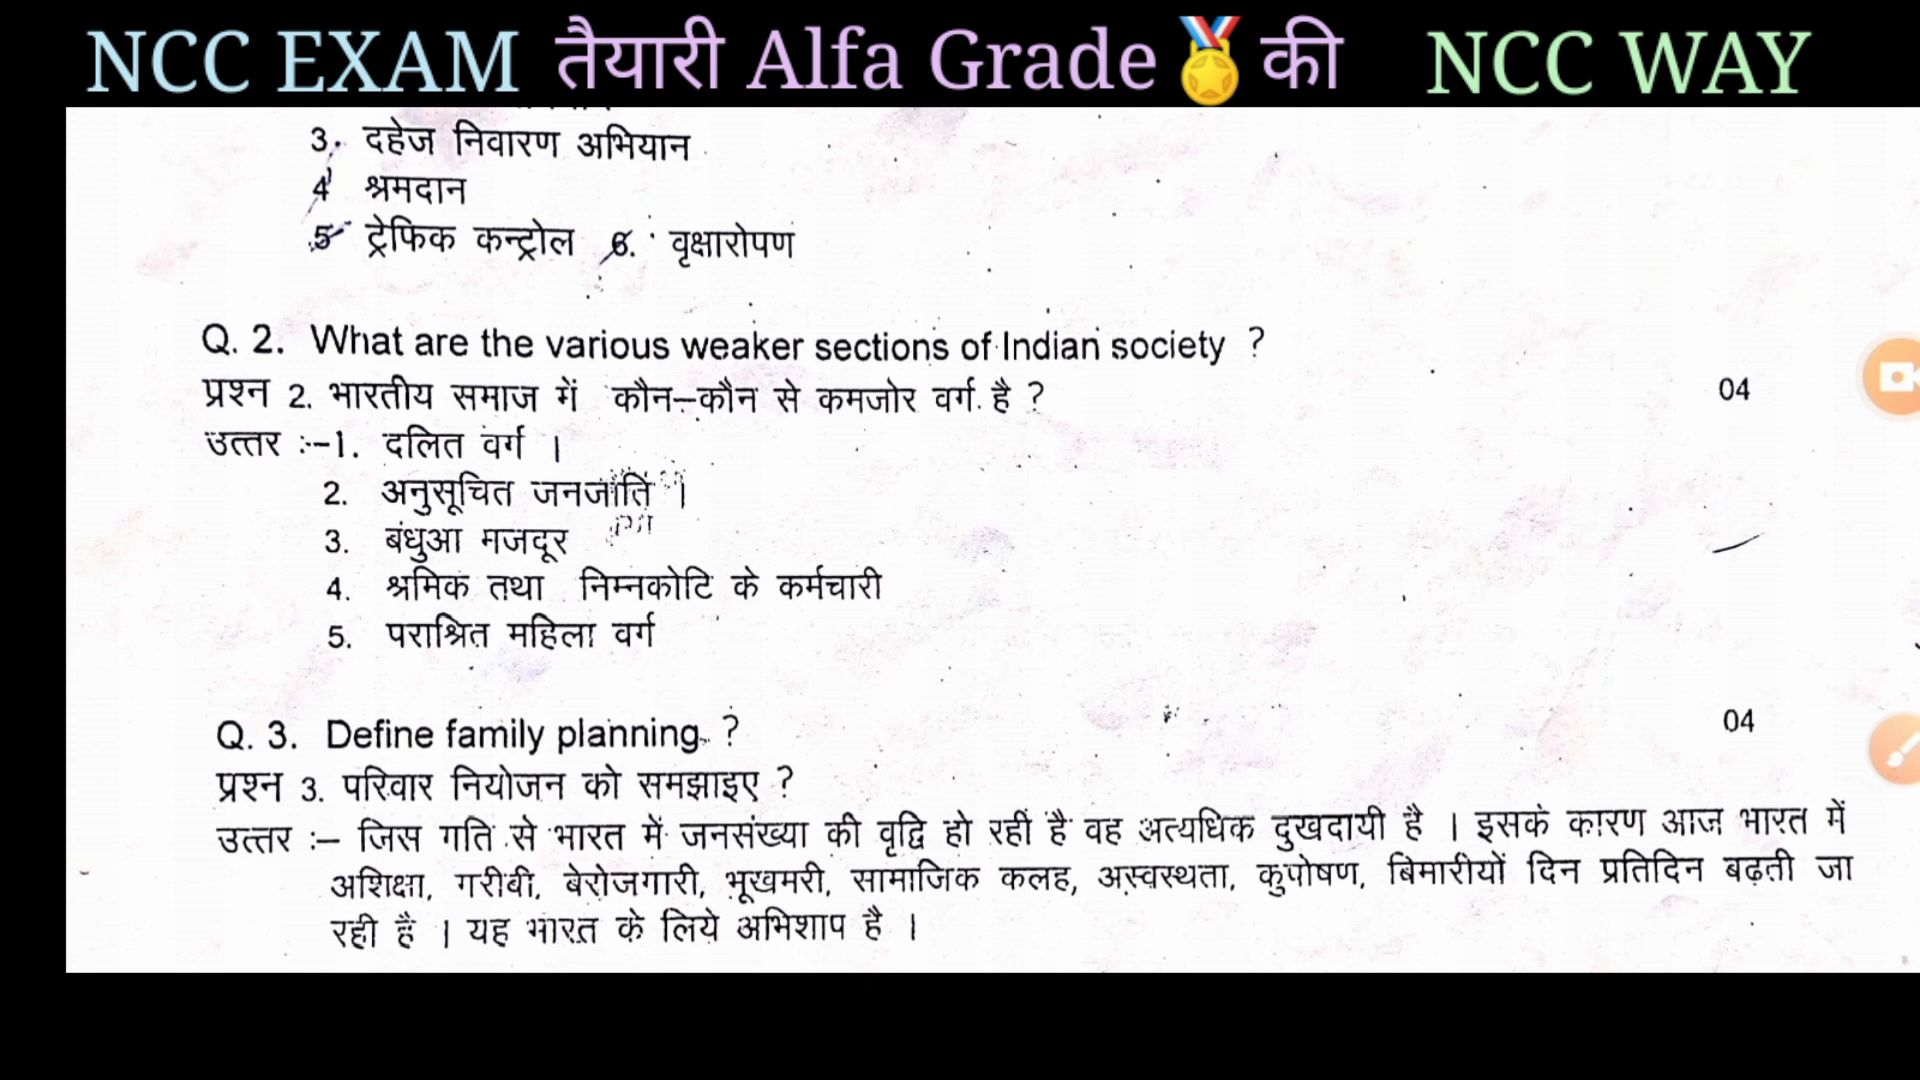 NCC EXAM तैयारी Alfa Grade🏅की NCC WAY
3. दहेज निवारण अभियान
4 श्रमदान
5 ट्रेफिक कन्ट्रोल 6. वृक्षारोपण
Q. 2. What are the various weaker sections of Indian society ?
प्रश्न 2. भारतीय समाज में कौन–कौन से कमजोर वर्ग है ? 04
उत्तर :–1. दलित वर्ग ।
2. अनुसूचित जनजाति ।
3. बंधुआ मजदूर
4. श्रमिक तथा निम्नकोटि के कर्मचारी
5. पराश्रित महिला वर्ग
Q. 3. Define family planning. ? 04
प्रश्न 3. परिवार नियोजन को समझाइए ?
उत्तर :– जिस गति से भारत में जनसंख्या की वृद्वि हो रही है वह अत्यधिक दुखदायी है । इसके कारण आज भारत में
अशिक्षा, गरीबी, बेरोजगारी, भूखमरी, सामाजिक कलह, अस्वस्थता, कुपोषण, बिमारीयों दिन प्रतिदिन बढ़ती जा
रही है । यह भारत के लिये अभिशाप है ।